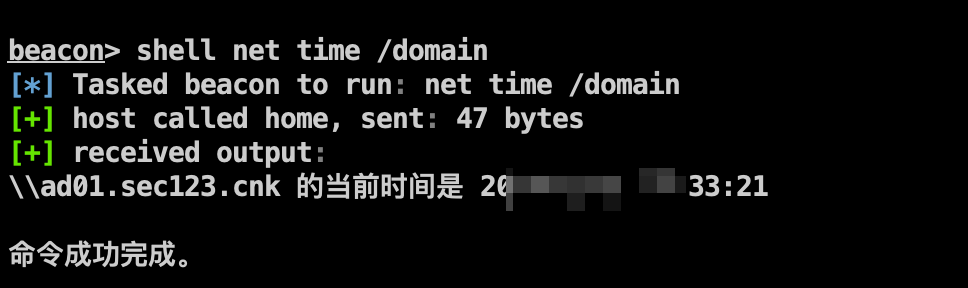 beacon> shell net time /domain
[*] Tasked beacon to run: net time /domain
[+] host called home, sent: 47 bytes
[+] received output:
\\ad01.sec123.cnk 的当前时间是 20 33:21
命令成功完成。